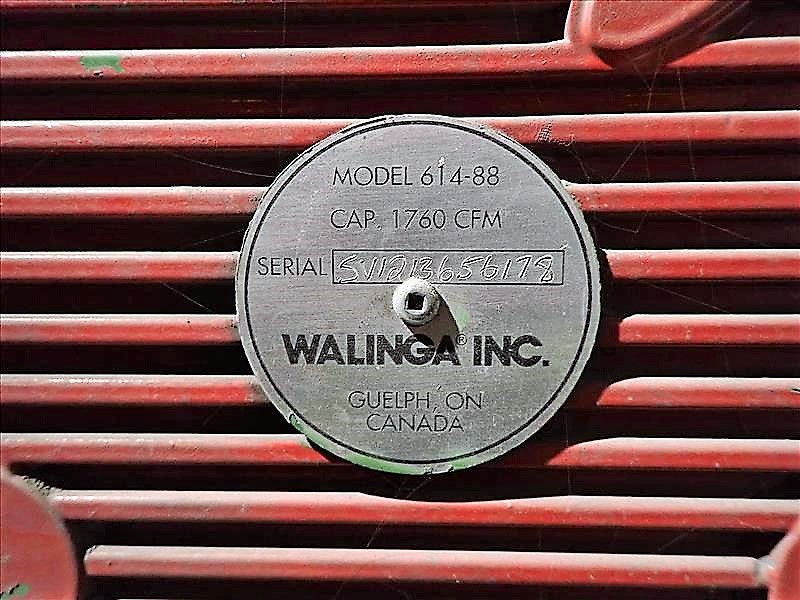 MODEL 614-88
CAP. 1760 CFM
SERIAL SV1213656178
WALINGA® INC.
GUELPH, ON
CANADA